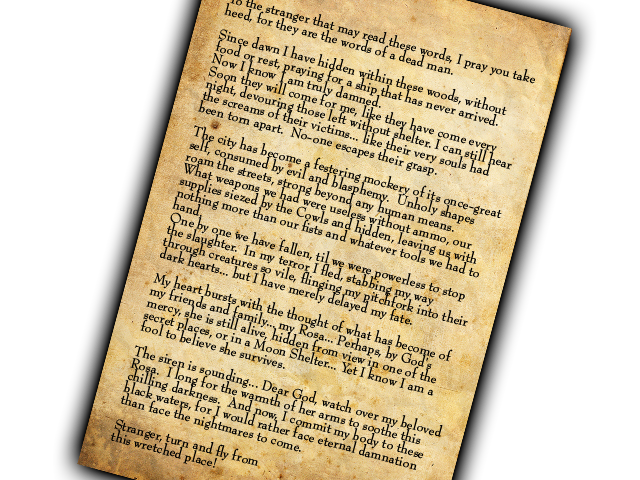 To the stranger that may read these words, I pray you take
heed, for they are the words of a dead man.
Since dawn I have hidden within these woods, without
food or rest, praying for a ship that has never arrived.
Now I know I am truly damned.
Soon they will come for me, like they have come every
night, devouring those left without shelter. I can still hear
the screams of their victims... like their very souls had
been torn apart. No-one escapes their grasp.
The city has become a festering mockery of its once-great
self, consumed by evil and blasphemy. Unholy shapes
roam the streets, strong beyond any human means.
What weapons we had were useless without ammo, our
supplies siezed by the Cowls and hidden, leaving us with
nothing more than our fists and whatever tools we had to
hand.
One by one we have fallen, til we were powerless to stop
the slaughter. In my terror I fled, stabbing my way
through creatures so vile, flinging my pitchfork into their
dark hearts... but I have merely delayed my fate.
My heart bursts with the thought of what has become of
my friends and family... my Rosa... Perhaps, by God's
mercy, she is still alive, hidden from view in one of the
secret places, or in a Moon Shelter... Yet I know I am a
fool to believe she survives.
The siren is sounding... Dear God, watch over my beloved
Rosa. I long for the warmth of her arms to soothe this
chilling darkness. And now, I commit my body to these
black waters, for I would rather face eternal damnation
than face the nightmares to come.
Stranger, turn and fly from
this wretched place!